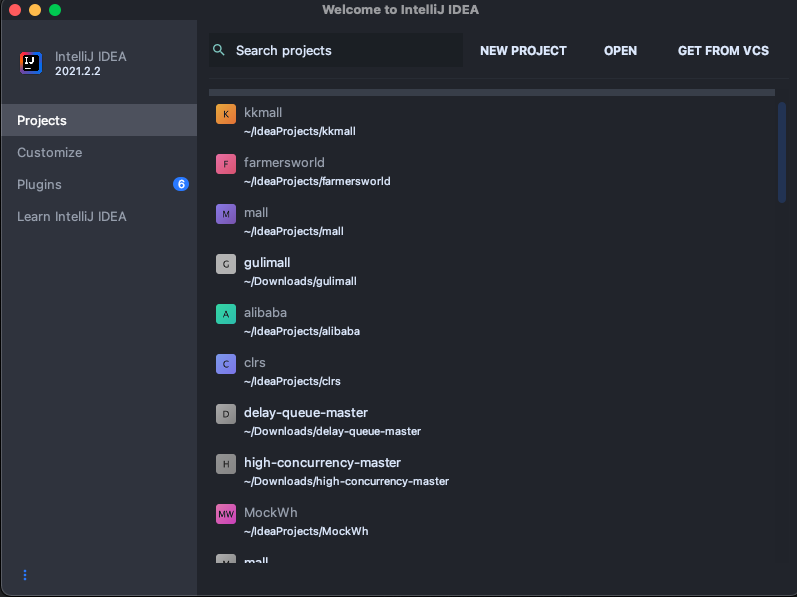 Welcome to IntelliJ IDEA
IJ
IntelliJ IDEA
2021.2.2
Search projects
NEW PROJECT
OPEN
GET FROM VCS
Projects
Customize
Plugins
6
Learn IntelliJ IDEA
K
kkmall
~/IdeaProjects/kkmall
F
farmersworld
~/IdeaProjects/farmersworld
M
mall
~/IdeaProjects/mall
G
gulimall
~/Downloads/gulimall
A
alibaba
~/IdeaProjects/alibaba
C
clrs
~/IdeaProjects/clrs
D
delay-queue-master
~/Downloads/delay-queue-master
H
high-concurrency-master
~/Downloads/high-concurrency-master
MW
MockWh
~/IdeaProjects/MockWh
mall